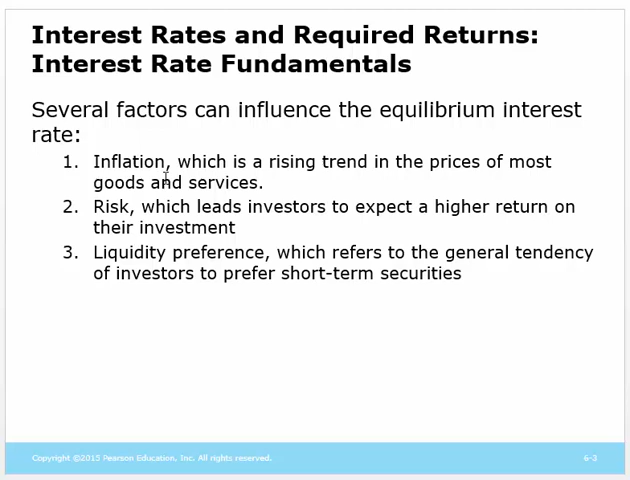 Interest Rates and Required Returns:
Interest Rate Fundamentals
Several factors can influence the equilibrium interest
rate:
1. Inflation, which is a rising trend in the prices of most
goods and services.
2. Risk, which leads investors to expect a higher return on
their investment
3. Liquidity preference, which refers to the general tendency
of investors to prefer short-term securities
Copyright ©2015 Pearson Education, Inc. All rights reserved. 6-3